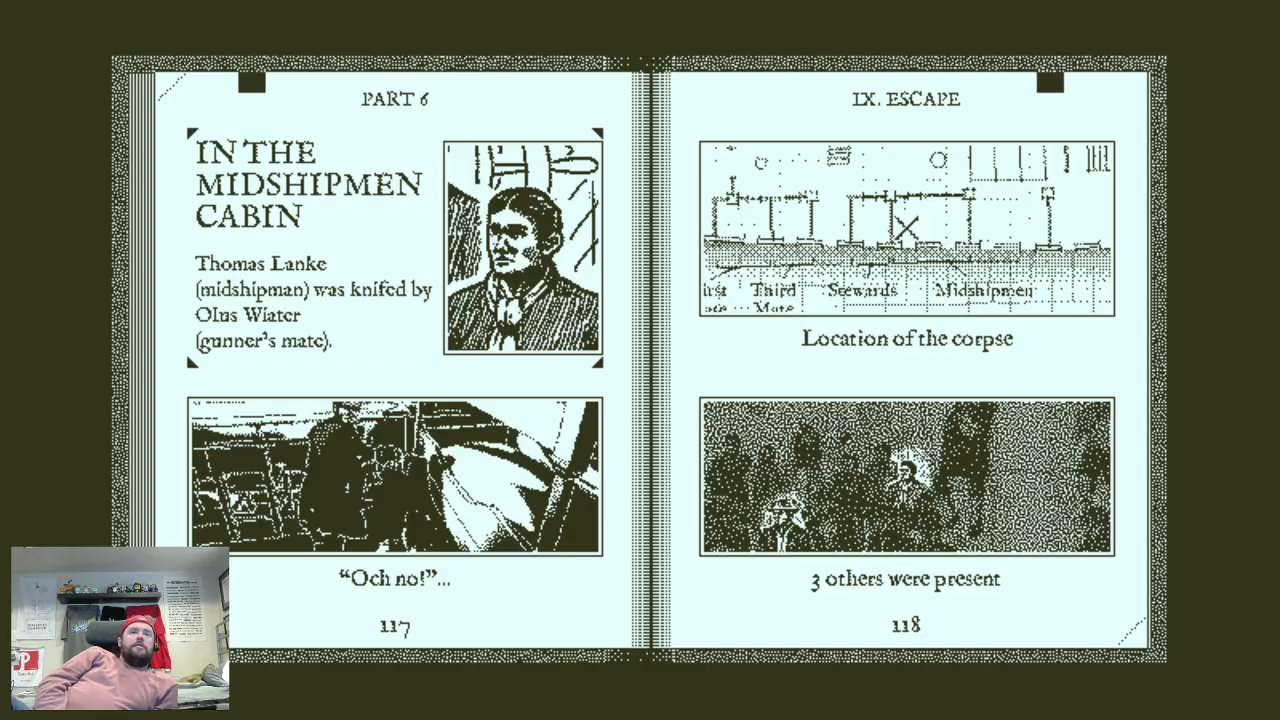 PART 6
IN THE
MIDSHIPMEN
CABIN
Thomas Lanke
(midshipman) was knifed by
Olus Wiater
(gunner's mate).
"Och no!"...
117
IX. ESCAPE
Third Stewards Midshipmen
Mate
Location of the corpse
3 others were present
118